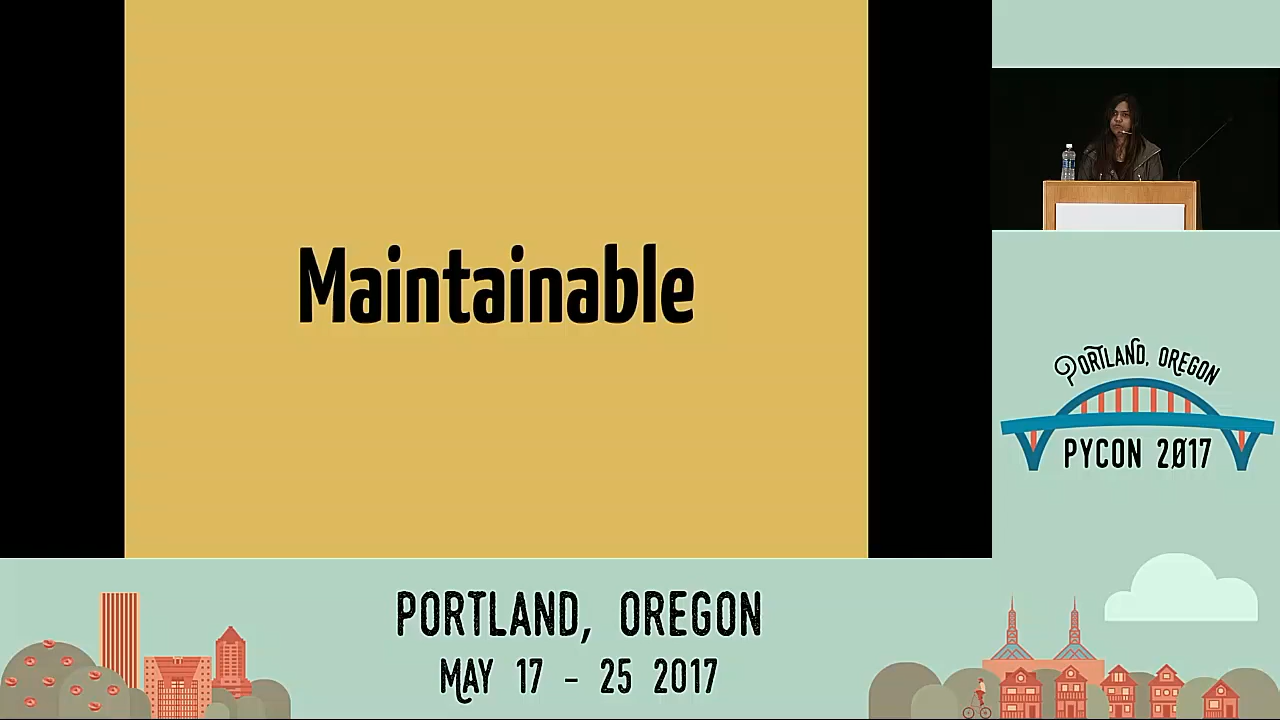 Maintainable
PORTLAND, OREGON
PYCON 2017
PORTLAND, OREGON
MAY 17 - 25 2017